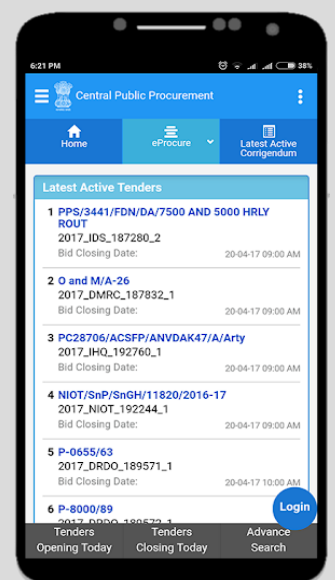 6:21 PM
38%
Central Public Procurement
Home
eProcure
Latest Active
Corrigendum
Latest Active Tenders
1 PPS/3441/FDN/DA/7500 AND 5000 HRLY
ROUT
2017_IDS_187280_2
Bid Closing Date: 20-04-17 09:00 AM
2 O and M/A-26
2017_DMRC_187832_1
Bid Closing Date: 20-04-17 09:00 AM
3 PC28706/ACSFP/ANVDAK47/A/Arty
2017_IHQ_192760_1
Bid Closing Date: 20-04-17 09:00 AM
4 NIOT/SnP/SnGH/11820/2016-17
2017_NIOT_192244_1
Bid Closing Date: 20-04-17 09:00 AM
5 P-0655/63
2017_DRDO_189571_1
Bid Closing Date: 20-04-17 10:00 AM
6 P-8000/89
Login
Tenders
Opening Today
Tenders
Closing Today
Advance
Search